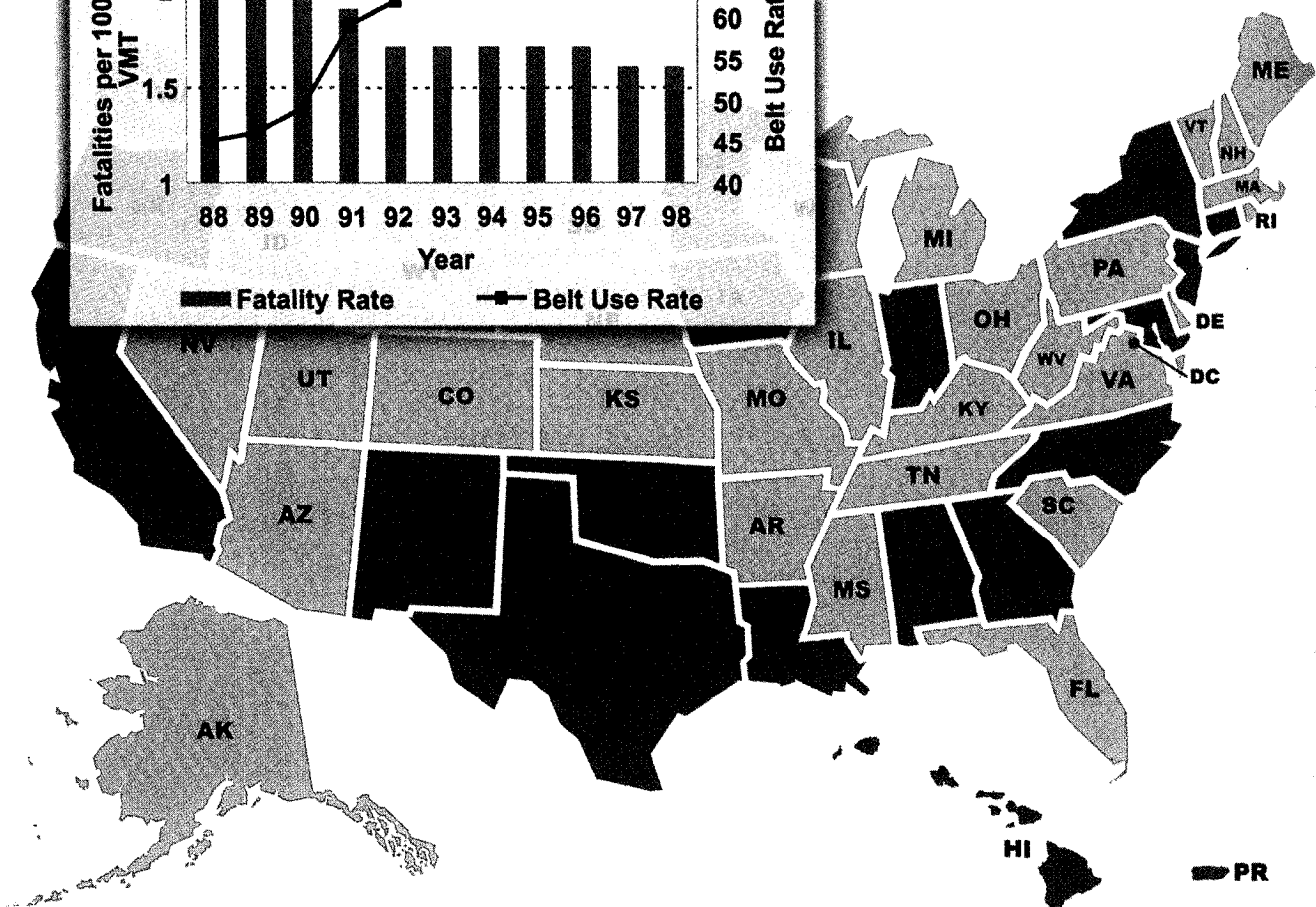 Fatalities per 100
VMT
1.5
1
60
55
50
45
40
Belt Use Rat
88 89 90 91 92 93 94 95 96 97 98
Year
Fatality Rate
Belt Use Rate
ID
ME
VT
NH
MA
RI
MI
PA
OH
DE
NV
UT
CO
KS
MO
IL
WV
VA
DC
KY
TN
AZ
AR
SC
MS
FL
AK
HI
PR